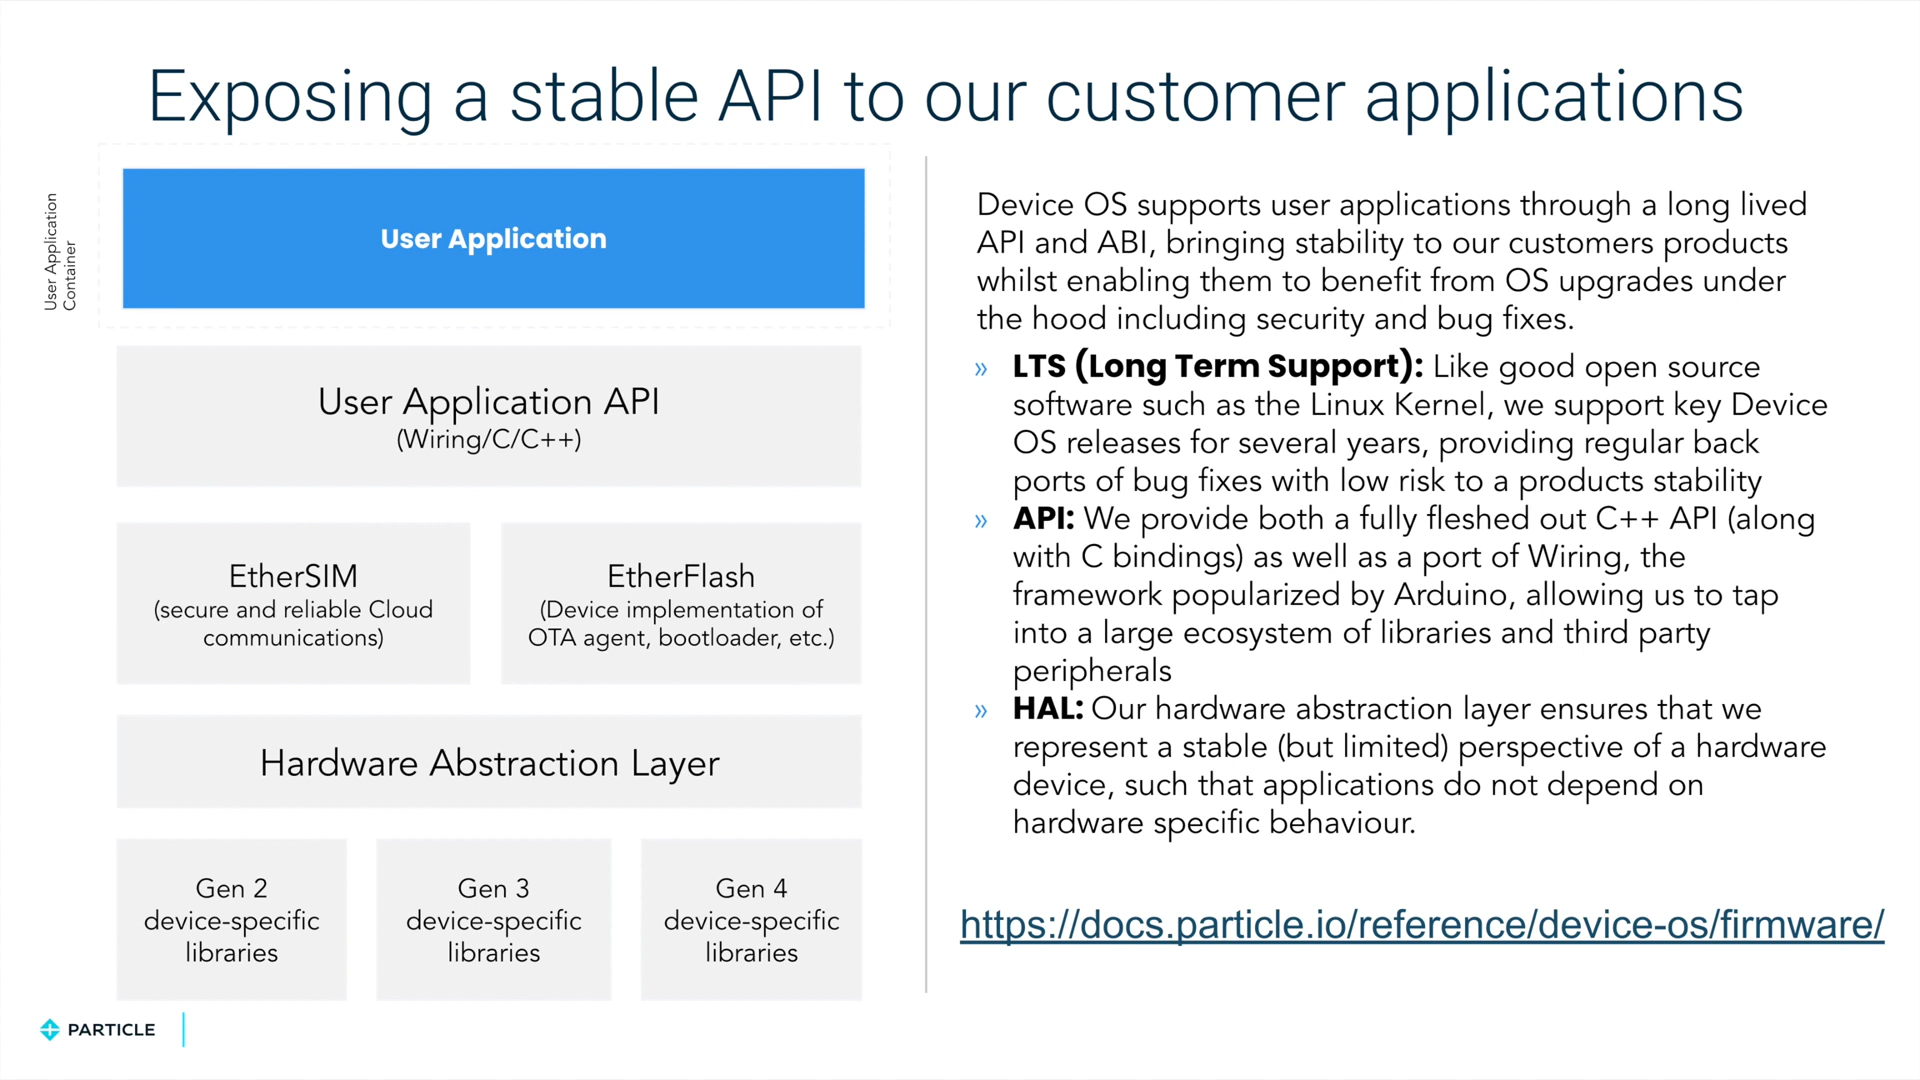 Exposing a stable API to our customer applications
User Application
Container
User Application
User Application API
(Wiring/C/C++)
EtherSIM
(secure and reliable Cloud
communications)
EtherFlash
(Device implementation of
OTA agent, bootloader, etc.)
Hardware Abstraction Layer
Gen 2
device-specific
libraries
Gen 3
device-specific
libraries
Gen 4
device-specific
libraries
Device OS supports user applications through a long lived
API and ABI, bringing stability to our customers products
whilst enabling them to benefit from OS upgrades under
the hood including security and bug fixes.
» LTS (Long Term Support): Like good open source
software such as the Linux Kernel, we support key Device
OS releases for several years, providing regular back
ports of bug fixes with low risk to a products stability
» API: We provide both a fully fleshed out C++ API (along
with C bindings) as well as a port of Wiring, the
framework popularized by Arduino, allowing us to tap
into a large ecosystem of libraries and third party
peripherals
» HAL: Our hardware abstraction layer ensures that we
represent a stable (but limited) perspective of a hardware
device, such that applications do not depend on
hardware specific behaviour.
https://docs.particle.io/reference/device-os/firmware/
PARTICLE